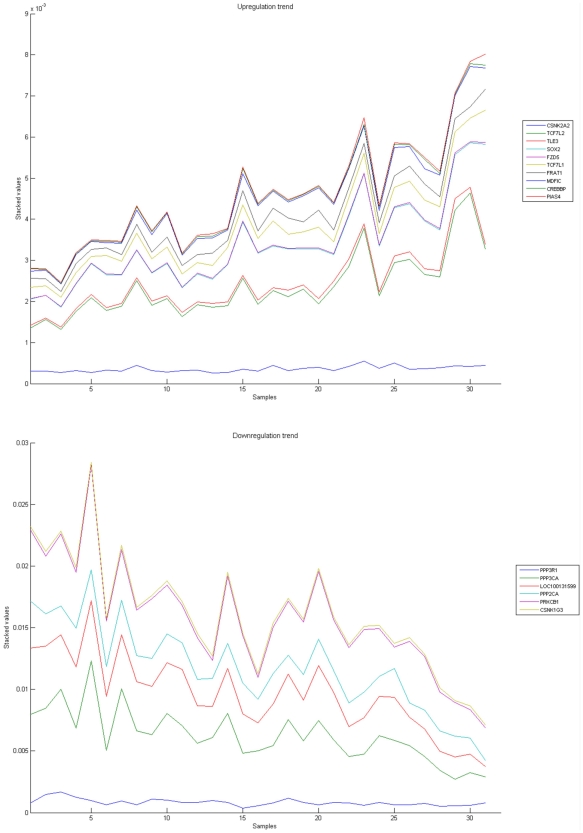 Upregulation trend
x 10⁻³
9
8
7
6
5
4
3
2
1
0
Stacked values
5
10
15
20
25
30
Samples
CSNK2A2
TCF7L2
TLE3
SOX2
FZD5
TCF7L1
FRAT1
MDFIC
CREBBP
PIAS4
Downregulation trend
0.03
0.025
0.02
0.015
0.01
0.005
0
Stacked values
5
10
15
20
25
30
Samples
PPP3R1
PPP3CA
LOC100131599
PPP2CA
PRKCB1
CSNK1G3